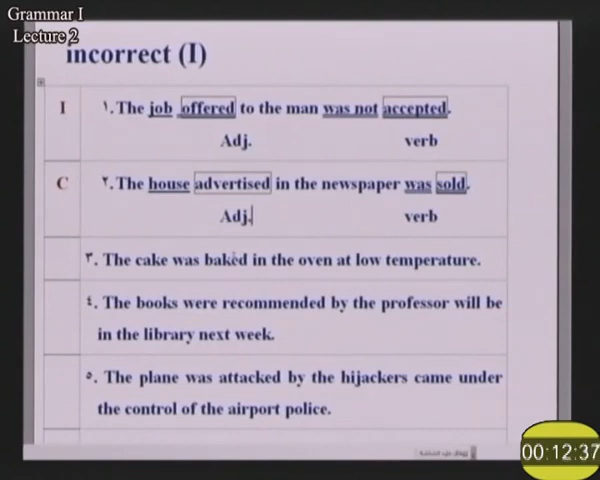 Grammar I
Lecture 2
incorrect (I)
I ١. The job offered to the man was not accepted.
Adj. verb
C ٢. The house advertised in the newspaper was sold.
Adj. verb
٣. The cake was baked in the oven at low temperature.
٤. The books were recommended by the professor will be
in the library next week.
٥. The plane was attacked by the hijackers came under
the control of the airport police.
00:12:37